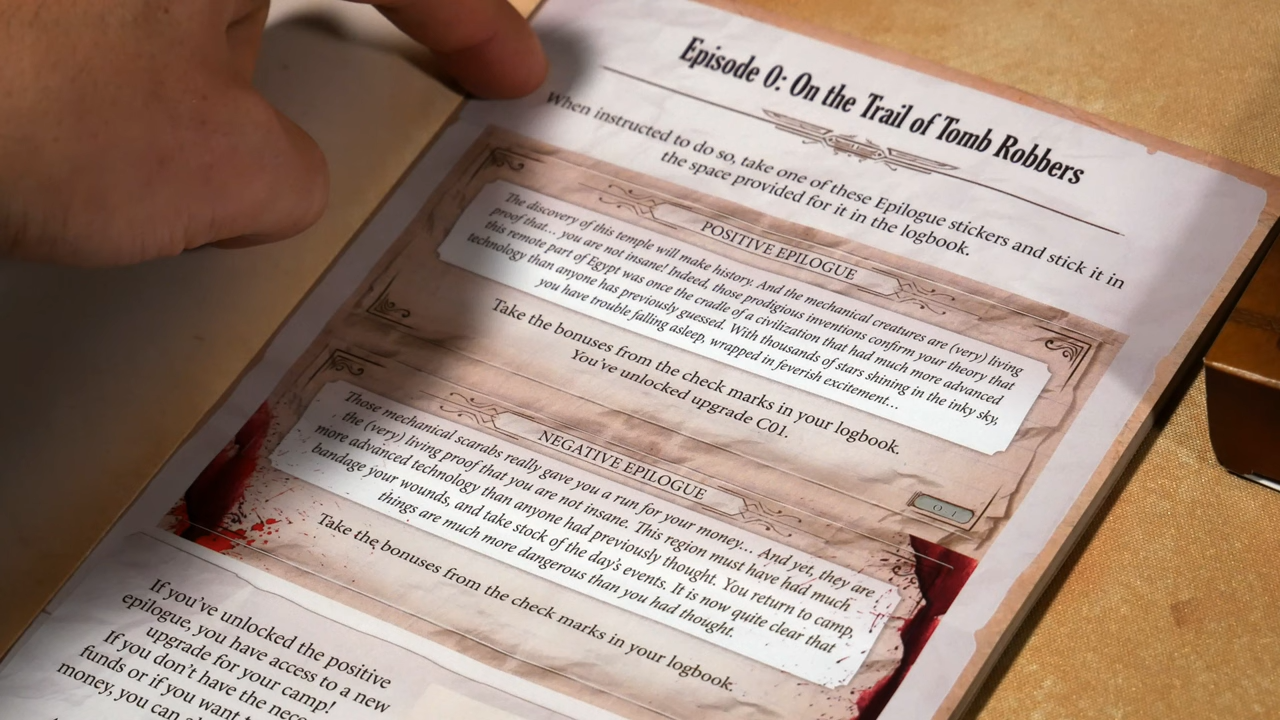 Episode 0: On the Trail of Tomb Robbers
When instructed to do so, take one of these Epilogue stickers and stick it in
the space provided for it in the logbook.
POSITIVE EPILOGUE
The discovery of this temple will make history. And the mechanical creatures are (very) living
proof that... you are not insane! Indeed, those prodigious inventions confirm your theory that
this remote part of Egypt was once the cradle of a civilization that had much more advanced
technology than anyone has previously guessed. With thousands of stars shining in the inky sky,
you have trouble falling asleep, wrapped in feverish excitement...
Take the bonuses from the check marks in your logbook.
You've unlocked upgrade C01.
01
NEGATIVE EPILOGUE
Those mechanical scarabs really gave you a run for your money... And yet, they are
the (very) living proof that you are not insane. This region must have had much
more advanced technology than anyone had previously thought. You return to camp,
bandage your wounds, and take stock of the day's events. It is now quite clear that
things are much more dangerous than you had thought.
Take the bonuses from the check marks in your logbook.
If you've unlocked the positive
epilogue, you have access to a new
upgrade for your camp!
If you don't have the nece
funds or if you want t
money, you can a